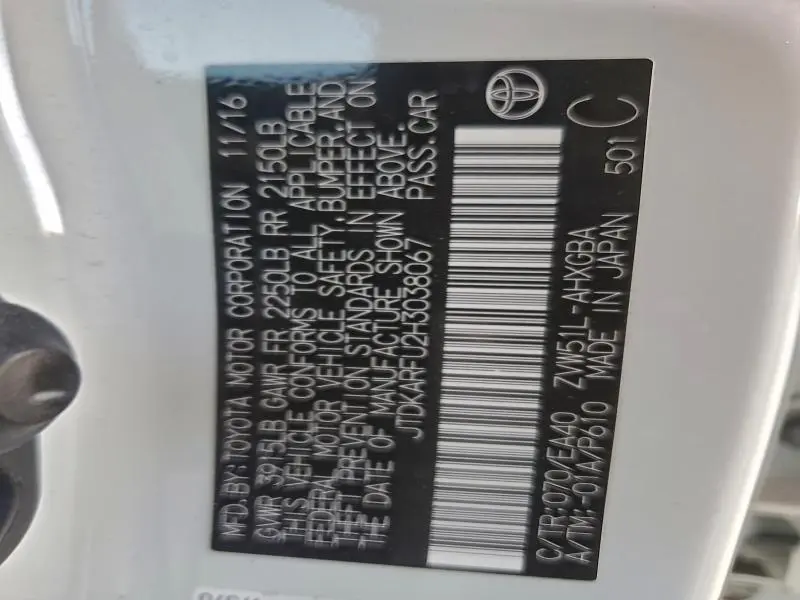 MFD.BY:TOYOTA MOTOR CORPORATION 11/16
GVWR 3915LB GAWR FR 2250LB RR 2150LB
THIS VEHICLE CONFORMS TO ALL APPLICABLE
FEDERAL MOTOR VEHICLE SAFETY,BUMPER,AND
THEFT PREVENTION STANDARDS IN EFFECT ON
THE DATE OF MANUFACTURE SHOWN ABOVE.
JTDKARFU2H3038067 PASS.CAR
C/TR:070/EA40 ZVW51L-AHXGBA
A/TM:-01A/P610 MADE IN JAPAN 501 C